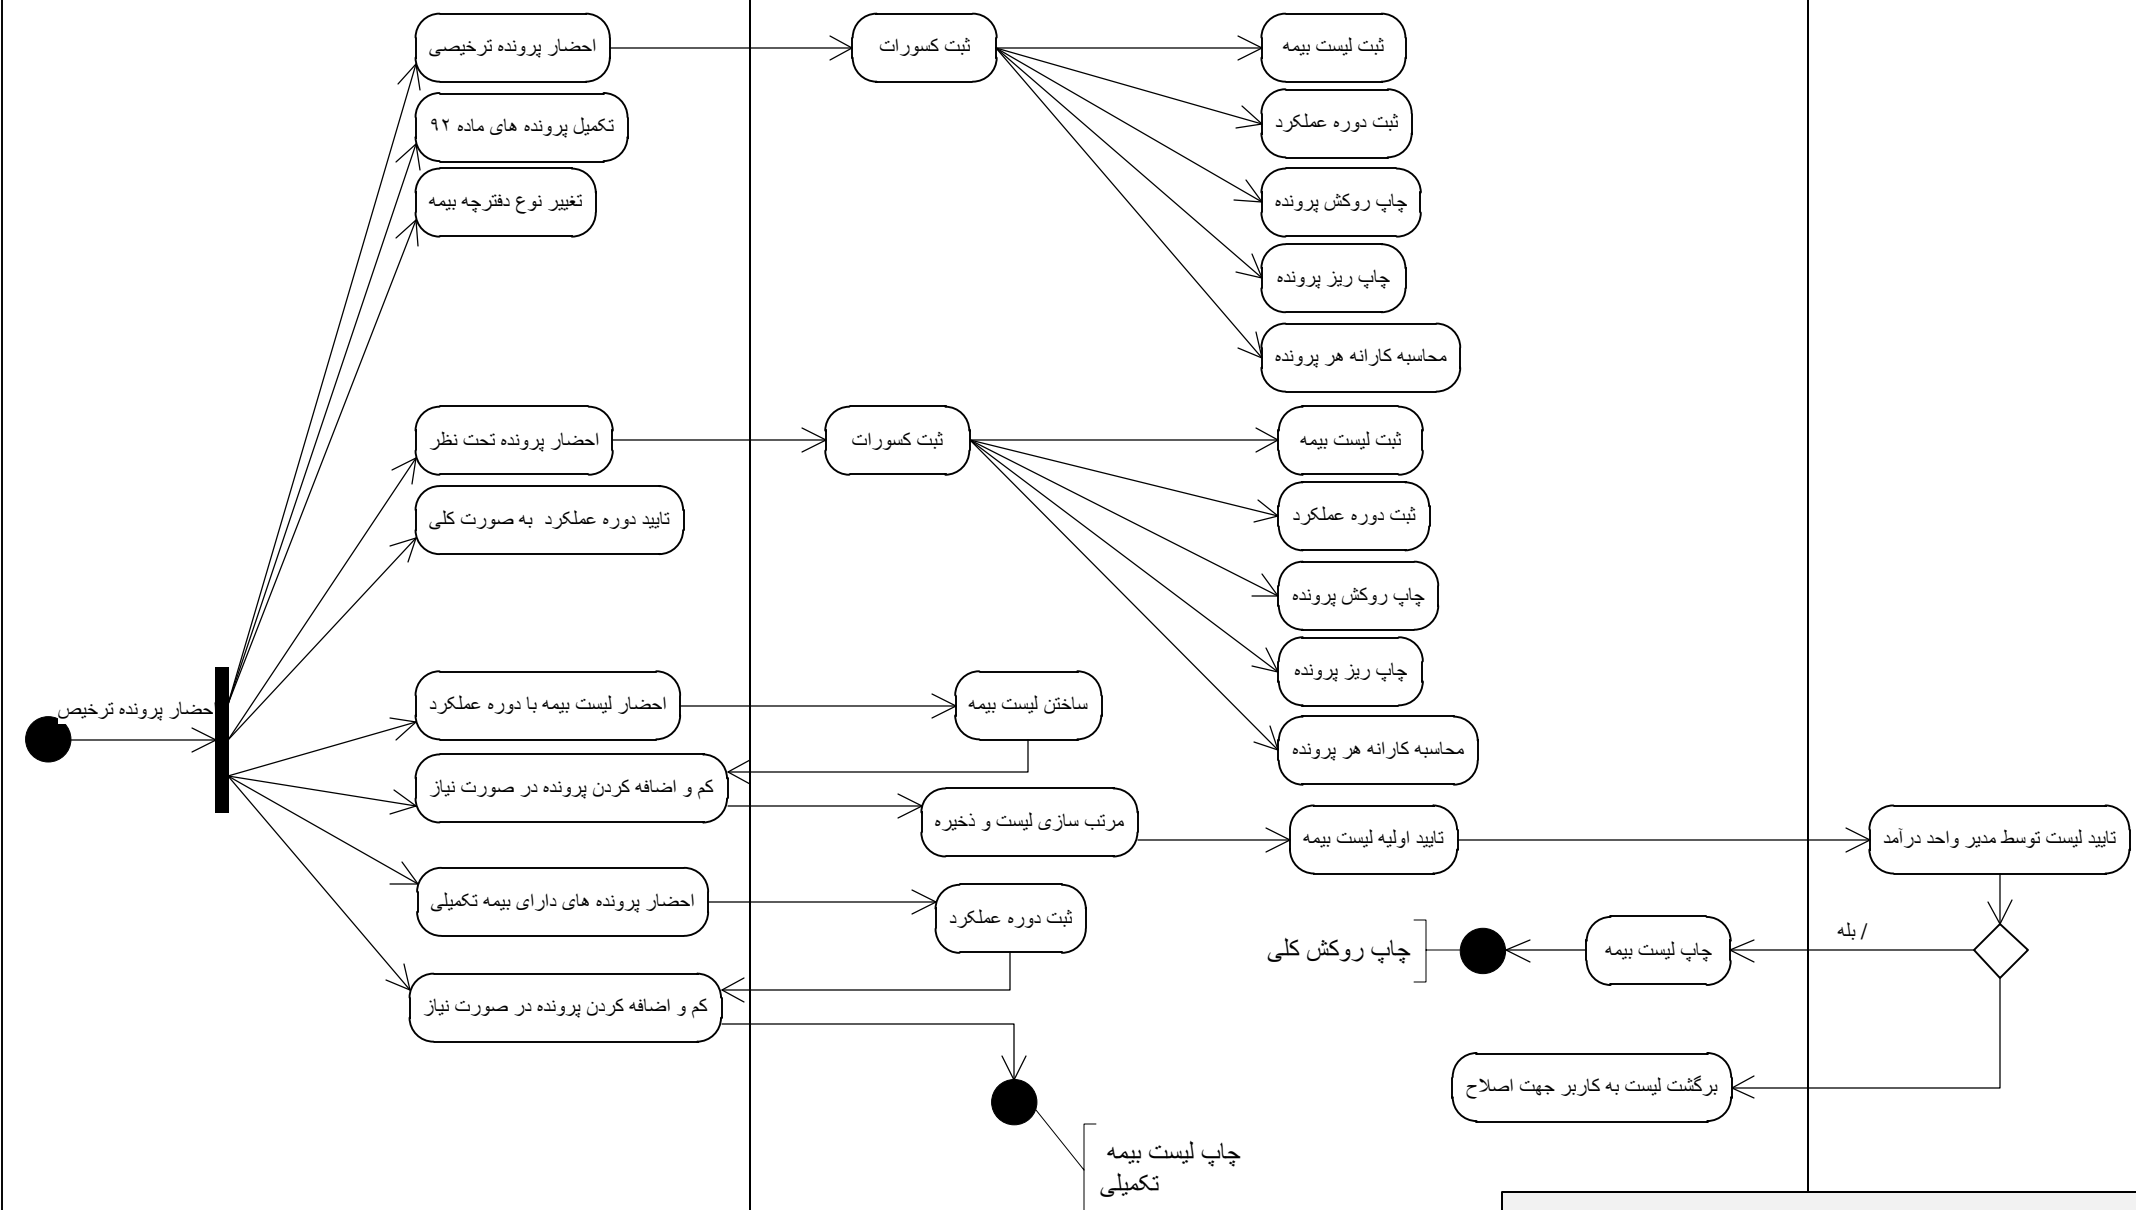 احضار پرونده ترخیصی
ثبت کسورات
ثبت لیست بیمه
ثبت دوره عملکرد
چاپ روکش پرونده
چاپ ریز پرونده
محاسبه کارانه هر پرونده
تکمیل پرونده های ماده ۹۲
تغییر نوع دفترچه بیمه
احضار پرونده تحت نظر
ثبت کسورات
ثبت لیست بیمه
ثبت دوره عملکرد
چاپ روکش پرونده
چاپ ریز پرونده
محاسبه کارانه هر پرونده
تایید دوره عملکرد به صورت کلی
حضار پرونده ترخیص
احضار لیست بیمه با دوره عملکرد
ساختن لیست بیمه
کم و اضافه کردن پرونده در صورت نیاز
مرتب سازی لیست و ذخیره
تایید اولیه لیست بیمه
تایید لیست توسط مدیر واحد درآمد
احضار پرونده های دارای بیمه تکمیلی
ثبت دوره عملکرد
کم و اضافه کردن پرونده در صورت نیاز
/ بله
چاپ لیست بیمه
چاپ روکش کلی
برگشت لیست به کاربر جهت اصلاح
چاپ لیست بیمه
تکمیلی